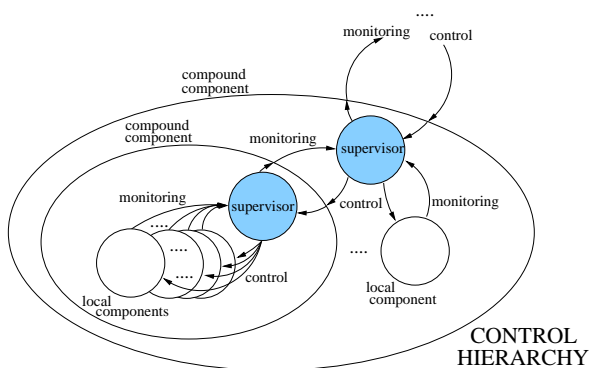 ....
monitoring
control
compound
component
compound
component
monitoring
supervisor
monitoring
supervisor
control
monitoring
....
....
....
....
control
local
components
local
component
CONTROL
HIERARCHY